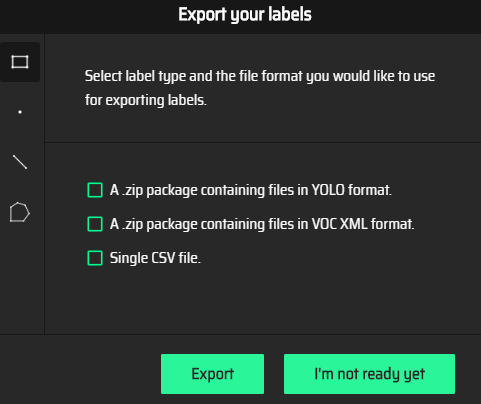 Export your labels
Select label type and the file format you would like to use
for exporting labels.
A .zip package containing files in YOLO format.
A .zip package containing files in VOC XML format.
Single CSV file.
Export
I'm not ready yet